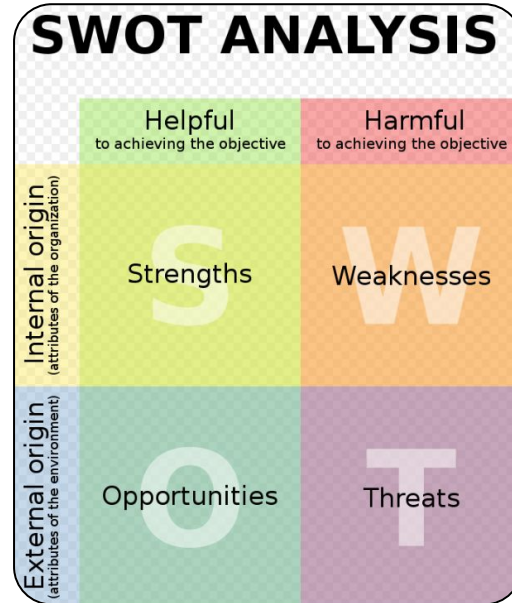 SWOT ANALYSIS
Helpful
to achieving the objective
Harmful
to achieving the objective
Internal origin
(attributes of the organization)
S
Strengths
W
Weaknesses
External origin
(attributes of the environment)
O
Opportunities
T
Threats